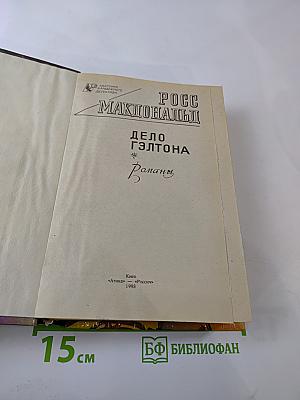 РОСС
МАКДОНАЛЬД
ДЕЛО
ГЭЛТОНА
Романы
Киев
1993
15 см
БФ БИБЛИОФАН